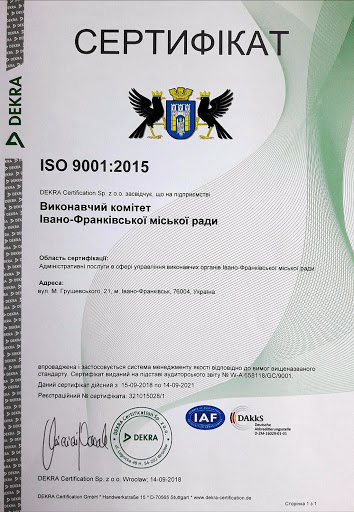 СЕРТИФІКАТ
DEKRA
ISO 9001:2015
DEKRA Certification Sp. z o.o. засвідчує, що на підприємстві
Виконавчий комітет
Івано-Франківської міської ради
Область сертифікації:
Адміністративні послуги в сфері управління виконавчих органів Івано-Франківської міської ради
Адреса:
вул. М. Грушевського, 21, м. Івано-Франківськ, 76004, Україна
впроваджена і застосовується система менеджменту якості відповідно до вимог вищеназваного
стандарту. Сертифікат виданий на підставі аудиторського звіту № W-A 658118/GC/9001.
Даний сертифікат дійсний з 15-09-2018 по 14-09-2021
Реєстраційний № сертифіката: 321015028/1
DEKRA Certification Sp. z o.o.
DEKRA
IAF
DAkkS
Deutsche
Akkreditierungsstelle
D-ZM-16029-01-01
DEKRA Certification Sp. z o.o. Wroclaw, 14-09-2018
DEKRA Certification GmbH * Handwerkstraße 15 * D-70565 Stuttgart * www.dekra-certification.de
Сторінка 1 з 1